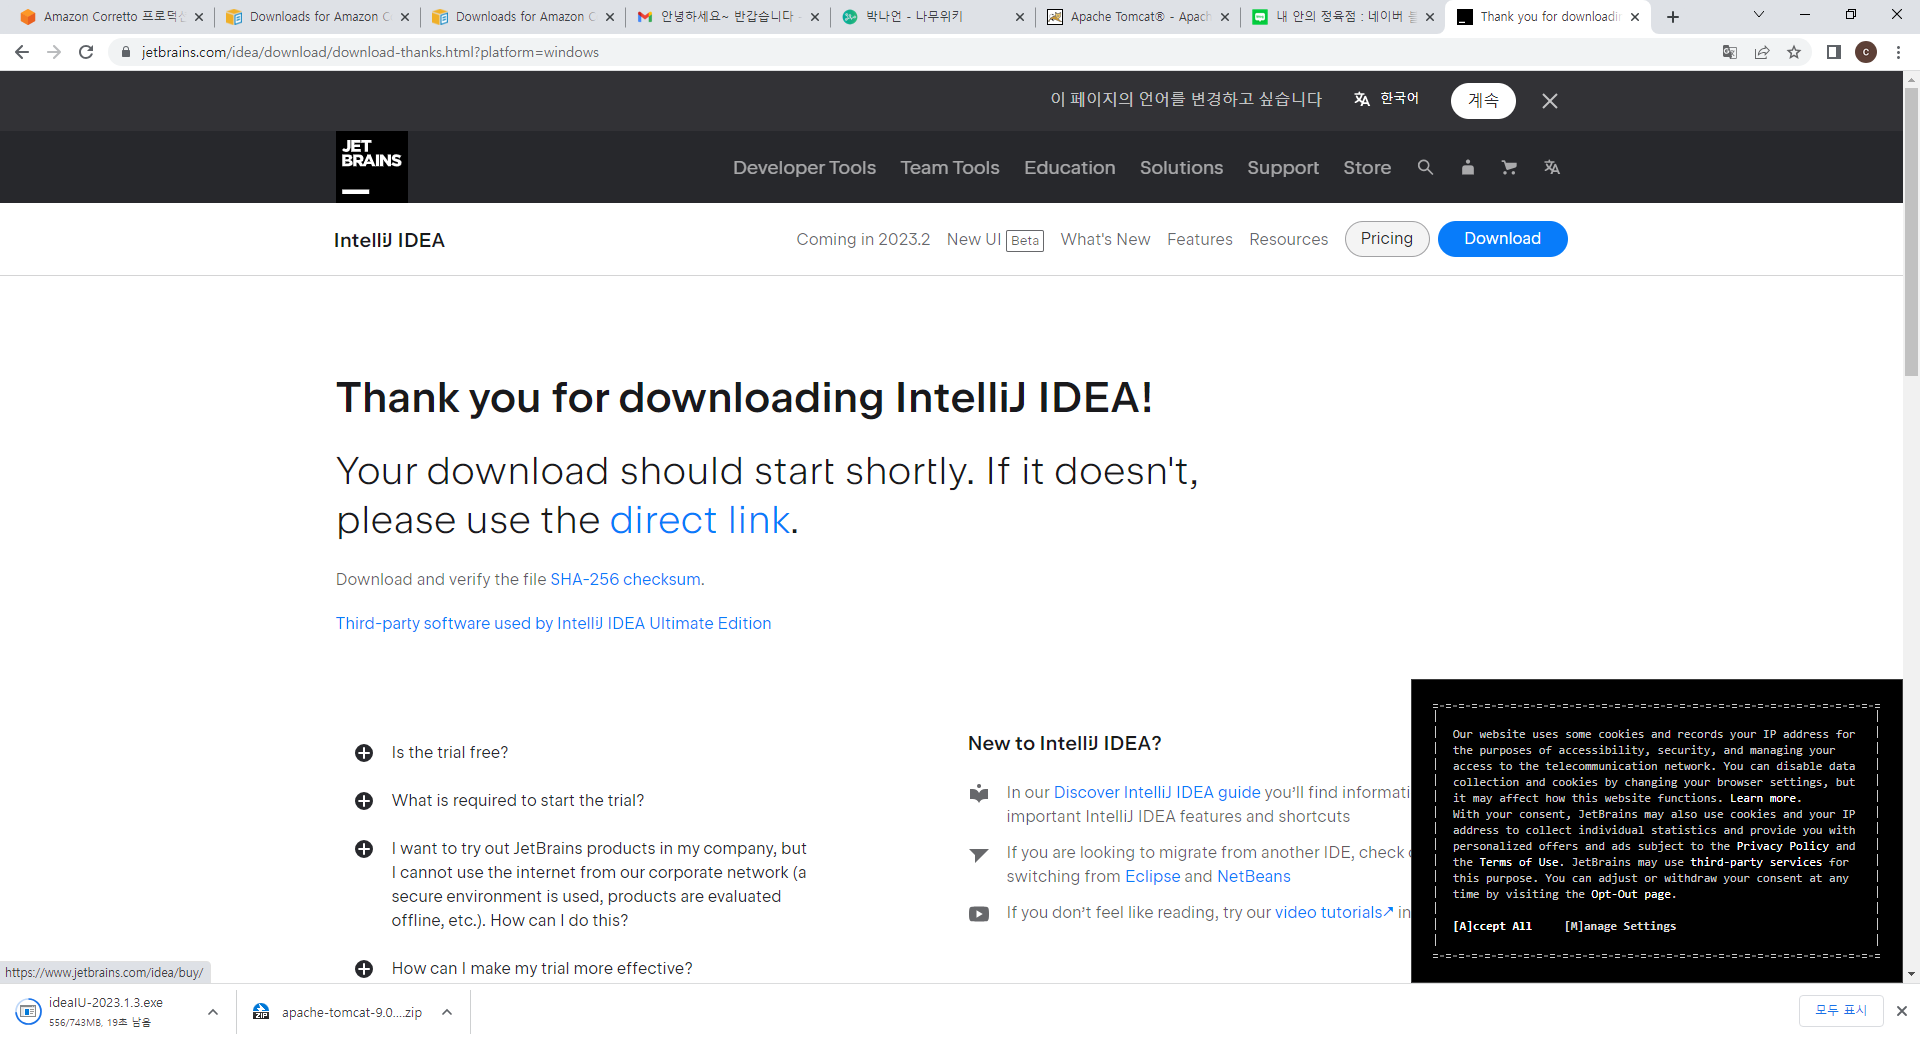 Amazon Corretto 프로덕션
Downloads for Amazon C
Downloads for Amazon C
안녕하세요~ 반갑습니다 -
박나언 - 나무위키
Apache Tomcat® - Apach
내 안의 정육점 : 네이버 블
Thank you for downloadin
jetbrains.com/idea/download/download-thanks.html?platform=windows
C
이 페이지의 언어를 변경하고 싶습니다 한국어 계속
JET BRAINS
Developer Tools Team Tools Education Solutions Support Store
IntelliJ IDEA
Coming in 2023.2 New UI Beta What's New Features Resources Pricing Download
Thank you for downloading IntelliJ IDEA!
Your download should start shortly. If it doesn't,
please use the direct link.
Download and verify the file SHA-256 checksum.
Third-party software used by IntelliJ IDEA Ultimate Edition
Is the trial free?
What is required to start the trial?
I want to try out JetBrains products in my company, but
I cannot use the internet from our corporate network (a
secure environment is used, products are evaluated
offline, etc.). How can I do this?
How can I make my trial more effective?
New to IntelliJ IDEA?
In our Discover IntelliJ IDEA guide you'll find informati
important IntelliJ IDEA features and shortcuts
If you are looking to migrate from another IDE, check
switching from Eclipse and NetBeans
If you don't feel like reading, try our video tutorials↗ in
Our website uses some cookies and records your IP address for
the purposes of accessibility, security, and managing your
access to the telecommunication network. You can disable data
collection and cookies by changing your browser settings, but
it may affect how this website functions. Learn more.
With your consent, JetBrains may also use cookies and your IP
address to collect individual statistics and provide you with
personalized offers and ads subject to the Privacy Policy and
the Terms of Use. JetBrains may use third-party services for
this purpose. You can adjust or withdraw your consent at any
time by visiting the Opt-Out page.
[A]ccept All [M]anage Settings
https://www.jetbrains.com/idea/buy/
ideaIU-2023.1.3.exe
556/743MB, 19초 남음
ZIP
apache-tomcat-9.0....zip
모두 표시